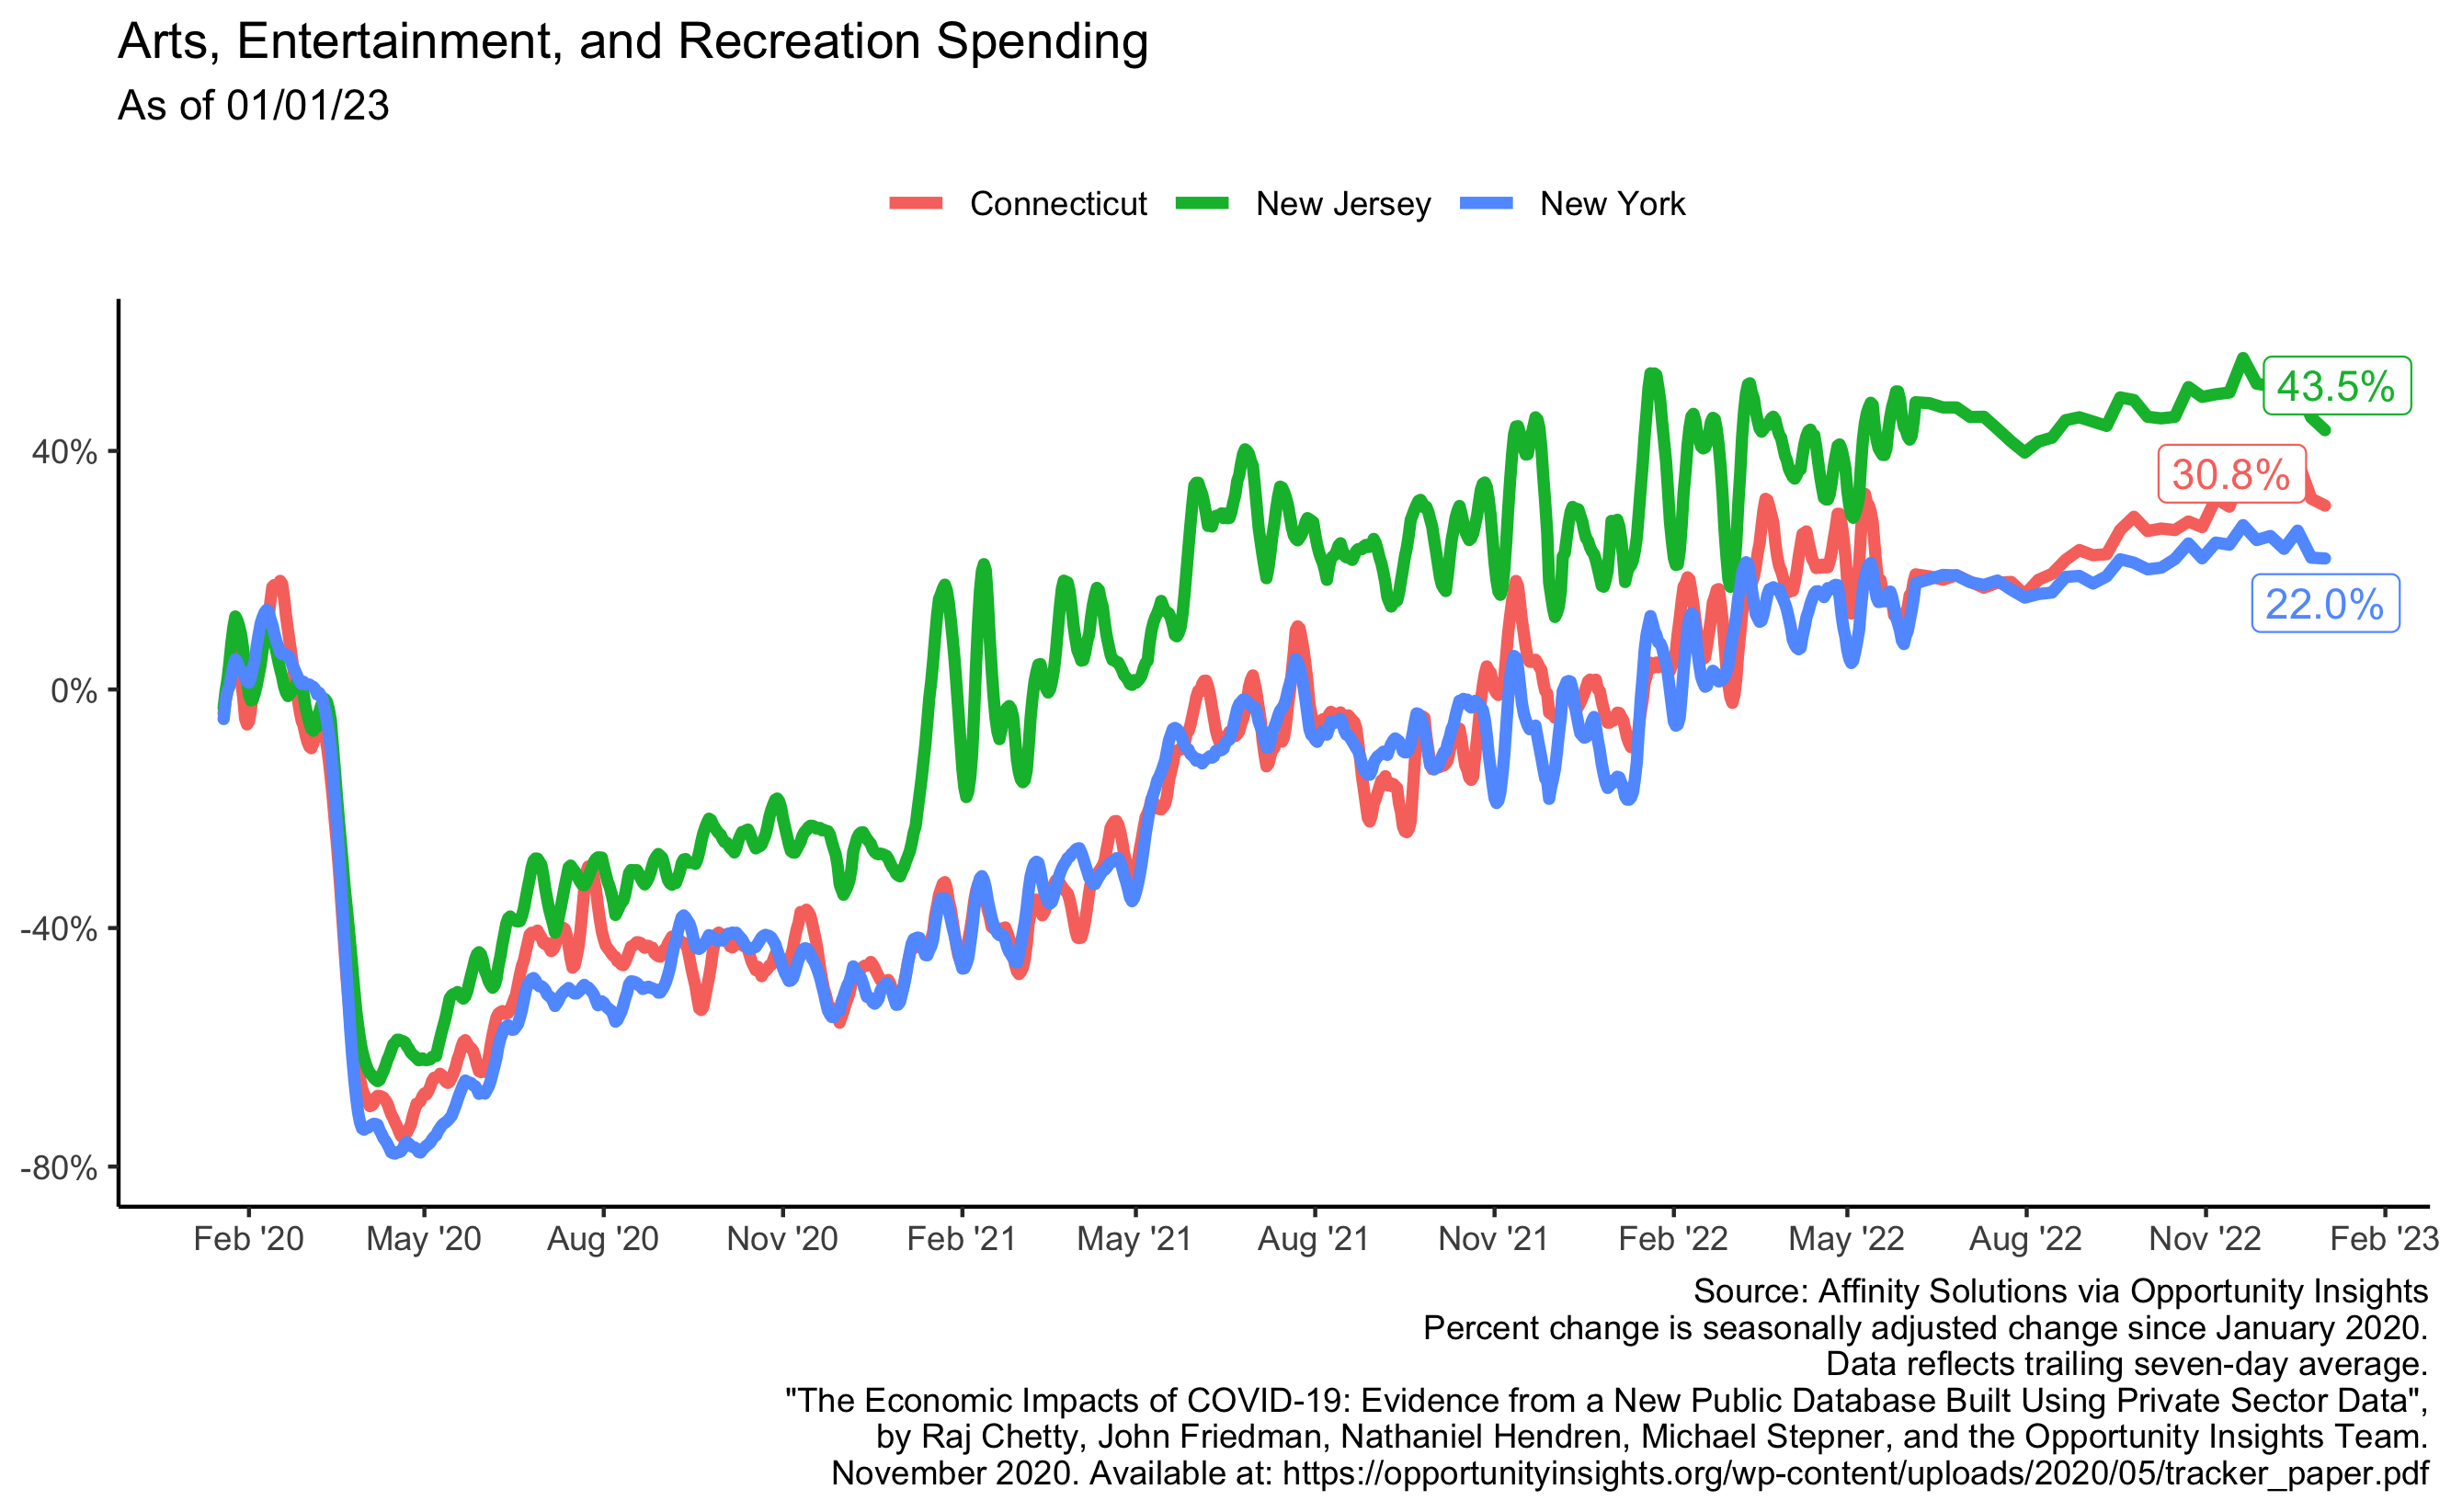 Arts, Entertainment, and Recreation Spending
As of 01/01/23
Connecticut New Jersey New York
43.5%
40%
30.8%
22.0%
0%
-40%
-80%
Feb '20 May '20 Aug '20 Nov '20 Feb '21 May '21 Aug '21 Nov '21 Feb '22 May '22 Aug '22 Nov '22 Feb '23
Source: Affinity Solutions via Opportunity Insights
Percent change is seasonally adjusted change since January 2020.
Data reflects trailing seven-day average.
"The Economic Impacts of COVID-19: Evidence from a New Public Database Built Using Private Sector Data",
by Raj Chetty, John Friedman, Nathaniel Hendren, Michael Stepner, and the Opportunity Insights Team.
November 2020. Available at: https://opportunityinsights.org/wp-content/uploads/2020/05/tracker_paper.pdf